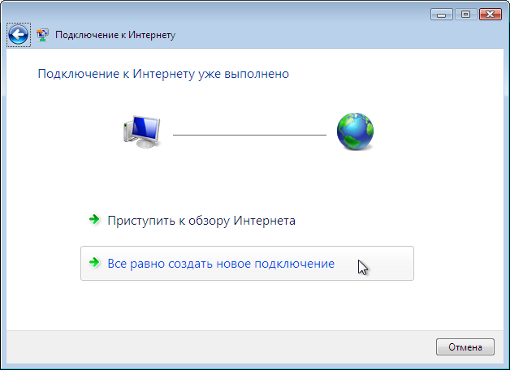 Подключение к Интернету
Подключение к Интернету уже выполнено
Приступить к обзору Интернета
Все равно создать новое подключение
Отмена